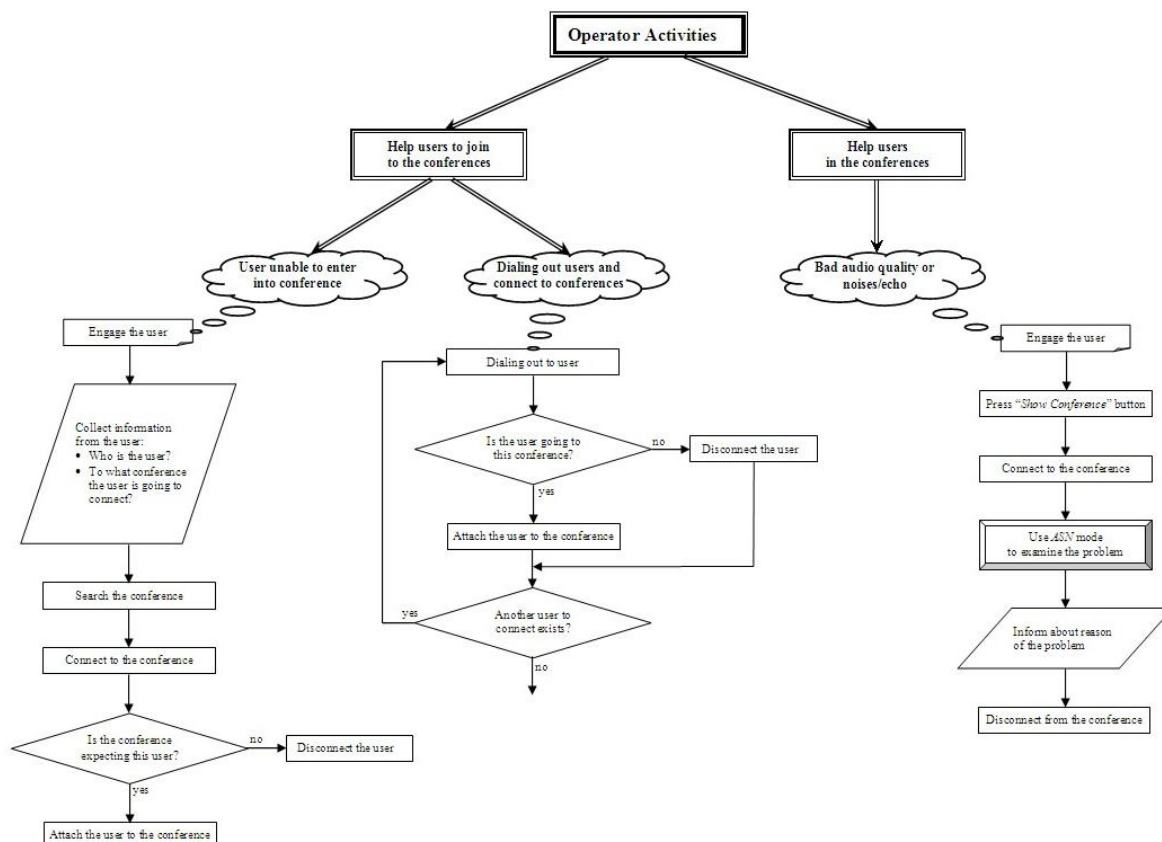 Operator Activities
Help users to join
to the conferences
Help users
in the conferences
User unable to enter
into conference
Dialing out users and
connect to conferences
Bad audio quality or
noises/echo
Engage the user
Collect information
from the user:
• Who is the user?
• To what conference
the user is going to
connect?
Search the conference
Connect to the conference
Is the conference
expecting this user?
no
Disconnect the user
yes
Attach the user to the conference
Dialing out to user
Is the user going to
this conference?
no
Disconnect the user
yes
Attach the user to the conference
Another user to
connect exists?
yes
no
Engage the user
Press “Show Conference” button
Connect to the conference
Use ASN mode
to examine the problem
Inform about reason
of the problem
Disconnect from the conference